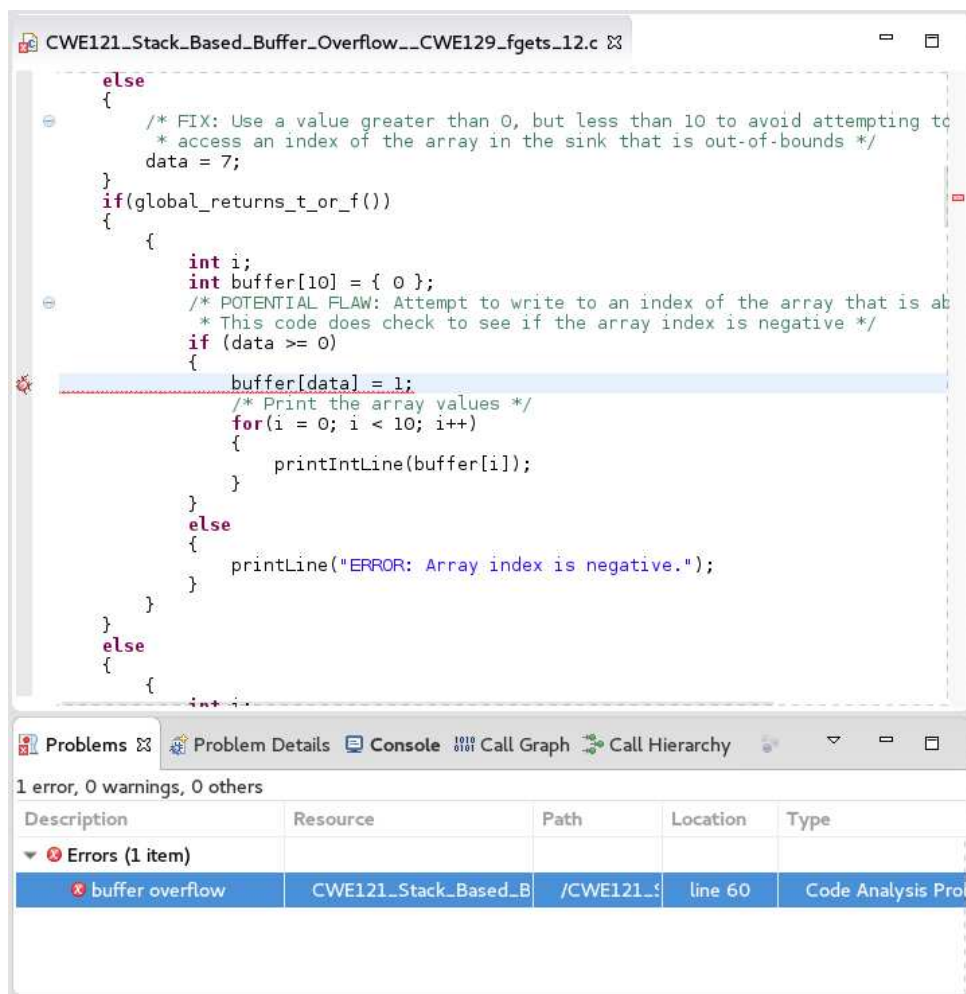 CWE121_Stack_Based_Buffer_Overflow__CWE129_fgets_12.c
else
{
/* FIX: Use a value greater than 0, but less than 10 to avoid attempting to
* access an index of the array in the sink that is out-of-bounds */
data = 7;
}
if(global_returns_t_or_f())
{
{
int i;
int buffer[10] = { 0 };
/* POTENTIAL FLAW: Attempt to write to an index of the array that is ab
* This code does check to see if the array index is negative */
if (data >= 0)
{
buffer[data] = 1;
/* Print the array values */
for(i = 0; i < 10; i++)
{
printIntLine(buffer[i]);
}
}
else
{
printLine("ERROR: Array index is negative.");
}
}
}
else
{
{
int i;
Problems Problem Details Console Call Graph Call Hierarchy
1 error, 0 warnings, 0 others
Description Resource Path Location Type
Errors (1 item)
buffer overflow CWE121_Stack_Based_B /CWE121_S line 60 Code Analysis Pro